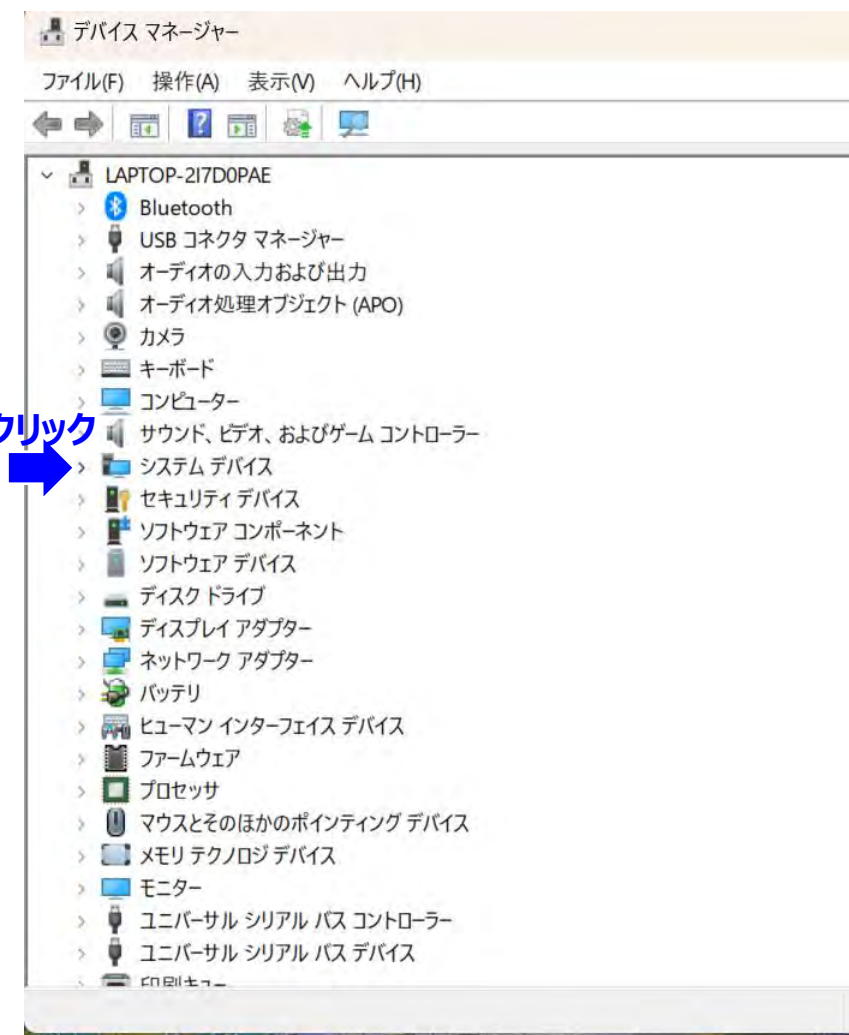 デバイス マネージャー
ファイル(F) 操作(A) 表示(V) ヘルプ(H)
LAPTOP-2I7D0PAE
Bluetooth
USB コネクタ マネージャー
オーディオの入力および出力
オーディオ処理オブジェクト (APO)
カメラ
キーボード
コンピューター
クリック
サウンド、ビデオ、およびゲーム コントローラー
システム デバイス
セキュリティ デバイス
ソフトウェア コンポーネント
ソフトウェア デバイス
ディスク ドライブ
ディスプレイ アダプター
ネットワーク アダプター
バッテリ
ヒューマン インターフェイス デバイス
ファームウェア
プロセッサ
マウスとそのほかのポインティング デバイス
メモリ テクノロジ デバイス
モニター
ユニバーサル シリアル バス コントローラー
ユニバーサル シリアル バス デバイス
印刷キュー